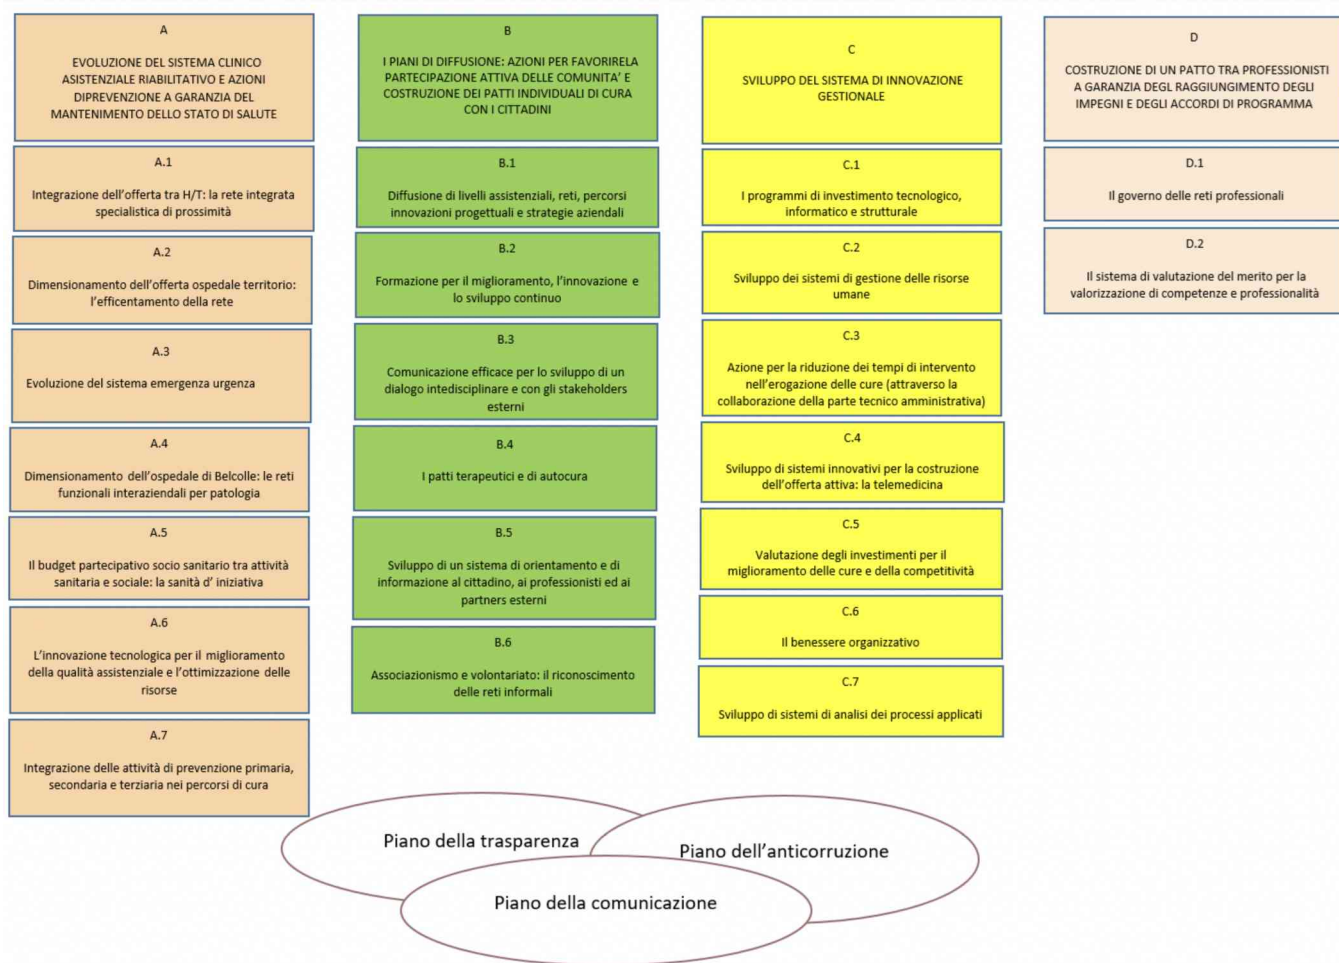 A
EVOLUZIONE DEL SISTEMA CLINICO
ASISTENZIALE RIABILITATIVO E AZIONI
DIPREVENZIONE A GARANZIA DEL
MANTENIMENTO DELLO STATO DI SALUTE
A.1
Integrazione dell'offerta tra H/T: la rete integrata
specialistica di prossimità
A.2
Dimensionamento dell'offerta ospedale territorio:
l'efficentamento della rete
A.3
Evoluzione del sistema emergenza urgenza
A.4
Dimensionamento dell'ospedale di Belcolle: le reti
funzionali interaziendali per patologia
A.5
Il budget partecipativo socio sanitario tra attività
sanitaria e sociale: la sanità d' iniziativa
A.6
L'innovazione tecnologica per il miglioramento
della qualità assistenziale e l'ottimizzazione delle
risorse
A.7
Integrazione delle attività di prevenzione primaria,
secondaria e terziaria nei percorsi di cura
B
I PIANI DI DIFFUSIONE: AZIONI PER FAVORIRELA
PARTECIPAZIONE ATTIVA DELLE COMUNITA' E
COSTRUZIONE DEI PATTI INDIVIDUALI DI CURA
CON I CITTADINI
B.1
Diffusione di livelli assistenziali, reti, percorsi
innovazioni progettuali e strategie aziendali
B.2
Formazione per il miglioramento, l'innovazione e
lo sviluppo continuo
B.3
Comunicazione efficace per lo sviluppo di un
dialogo intedisciplinare e con gli stakeholders
esterni
B.4
I patti terapeutici e di autocura
B.5
Sviluppo di un sistema di orientamento e di
informazione al cittadino, ai professionisti ed ai
partners esterni
B.6
Associazionismo e volontariato: il riconoscimento
delle reti informali
C
SVILUPPO DEL SISTEMA DI INNOVAZIONE
GESTIONALE
C.1
I programmi di investimento tecnologico,
informatico e strutturale
C.2
Sviluppo dei sistemi di gestione delle risorse
umane
C.3
Azione per la riduzione dei tempi di intervento
nell'erogazione delle cure (attraverso la
collaborazione della parte tecnico amministrativa)
C.4
Sviluppo di sistemi innovativi per la costruzione
dell'offerta attiva: la telemedicina
C.5
Valutazione degli investimenti per il
miglioramento delle cure e della competitività
C.6
Il benessere organizzativo
C.7
Sviluppo di sistemi di analisi dei processi applicati
D
COSTRUZIONE DI UN PATTO TRA PROFESSIONISTI
A GARANZIA DEGL RAGGIUNGIMENTO DEGLI
IMPEGNI E DEGLI ACCORDI DI PROGRAMMA
D.1
Il governo delle reti professionali
D.2
Il sistema di valutazione del merito per la
valorizzazione di competenze e professionalità
Piano della trasparenza
Piano dell'anticorruzione
Piano della comunicazione